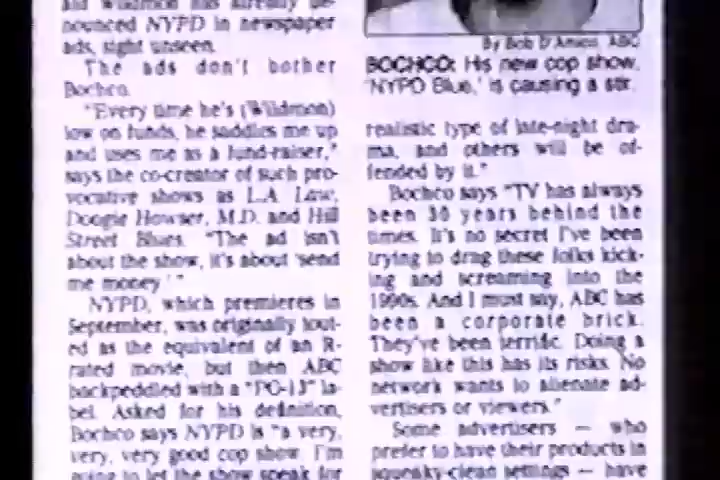 and Wildmon has already de-
nounced NYPD in newspaper
ads, sight unseen.
The ads don't bother
Bochco.
"Every time he's (Wildmon)
low on funds, he saddles me up
and uses me as a fund-raiser,"
says the co-creator of such pro-
vocative shows as L.A. Law,
Doogie Howser, M.D. and Hill
Street Blues. "The ad isn't
about the show, it's about 'send
me money.' "
NYPD, which premieres in
September, was originally tout-
ed as the equivalent of an R-
rated movie, but then ABC
backpeddled with a "PG-13" la-
bel. Asked for his definition,
Bochco says NYPD is "a very,
very, very good cop show. I'm
going to let the show speak for
By Bob D'Amico, ABC
BOCHCO: His new cop show,
'NYPD Blue,' is causing a stir.
realistic type of late-night dra-
ma, and others will be of-
fended by it."
Bochco says "TV has always
been 30 years behind the
times. It's no secret I've been
trying to drag these folks kick-
ing and screaming into the
1990s. And I must say, ABC has
been a corporate brick.
They've been terrific. Doing a
show like this has its risks. No
network wants to alienate ad-
vertisers or viewers."
Some advertisers — who
prefer to have their products in
squeaky-clean settings — have